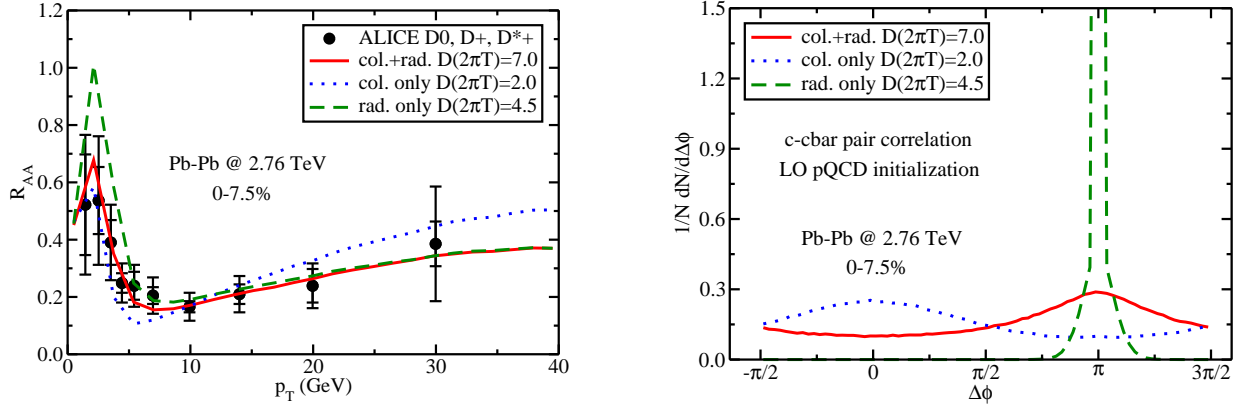 1.2
1.0
0.8
0.6
0.4
0.2
0.0
R_AA
ALICE D0, D+, D*+
col.+rad. D(2πT)=7.0
col. only D(2πT)=2.0
rad. only D(2πT)=4.5
Pb-Pb @ 2.76 TeV
0-7.5%
0 10 20 30 40
p_T (GeV)
1.5
1.2
0.9
0.6
0.3
0.0
1/N dN/dΔϕ
col.+rad. D(2πT)=7.0
col. only D(2πT)=2.0
rad. only D(2πT)=4.5
c-cbar pair correlation
LO pQCD initialization
Pb-Pb @ 2.76 TeV
0-7.5%
-π/2 0 π/2 π 3π/2
Δϕ